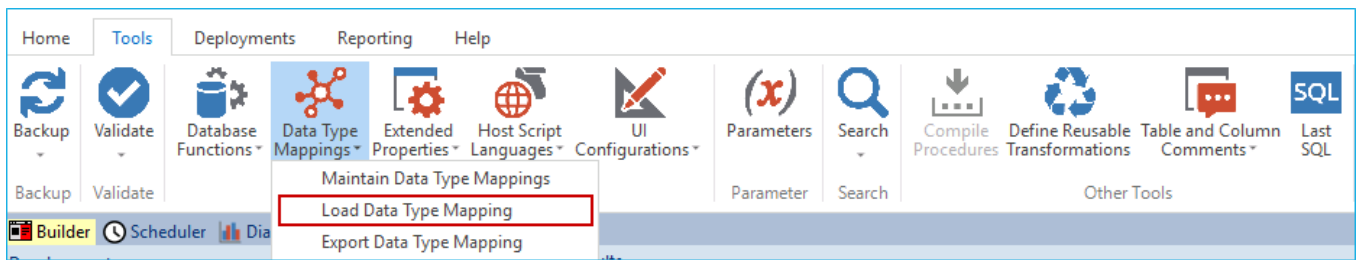 Home Tools Deployments Reporting Help
SQL
Backup Validate Database Data Type Extended Host Script UI Parameters Search Compile Define Reusable Table and Column Last
Functions Mappings Properties Languages Configurations Procedures Transformations Comments SQL
(x)
Backup Validate Parameter Search Other Tools
Maintain Data Type Mappings
Load Data Type Mapping
Export Data Type Mapping
Builder Scheduler Dia